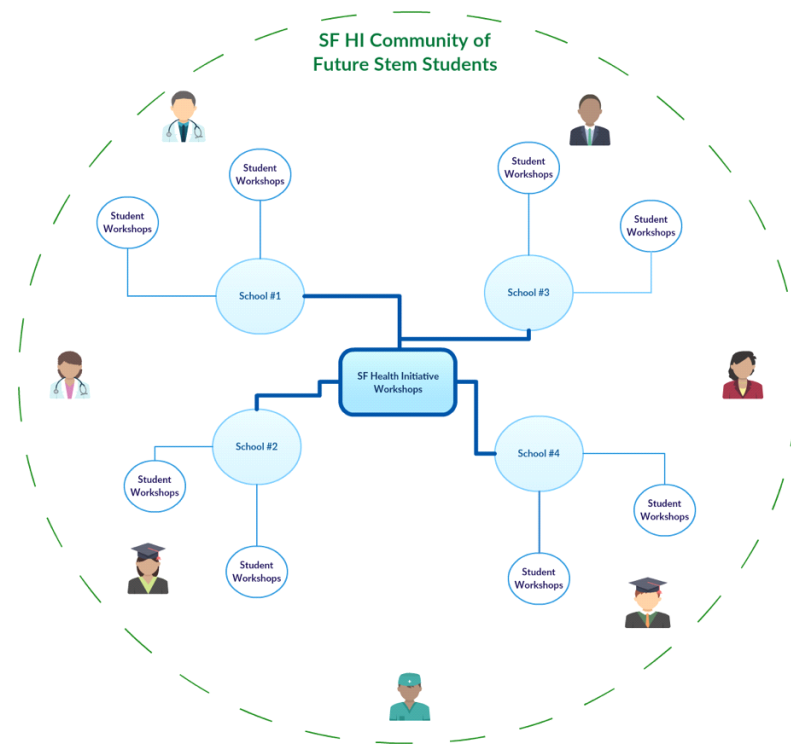 SF HI Community of
Future Stem Students
Student
Workshops
Student
Workshops
School #1
Student
Workshops
Student
Workshops
School #3
SF Health Initiative
Workshops
School #2
Student
Workshops
Student
Workshops
School #4
Student
Workshops
Student
Workshops